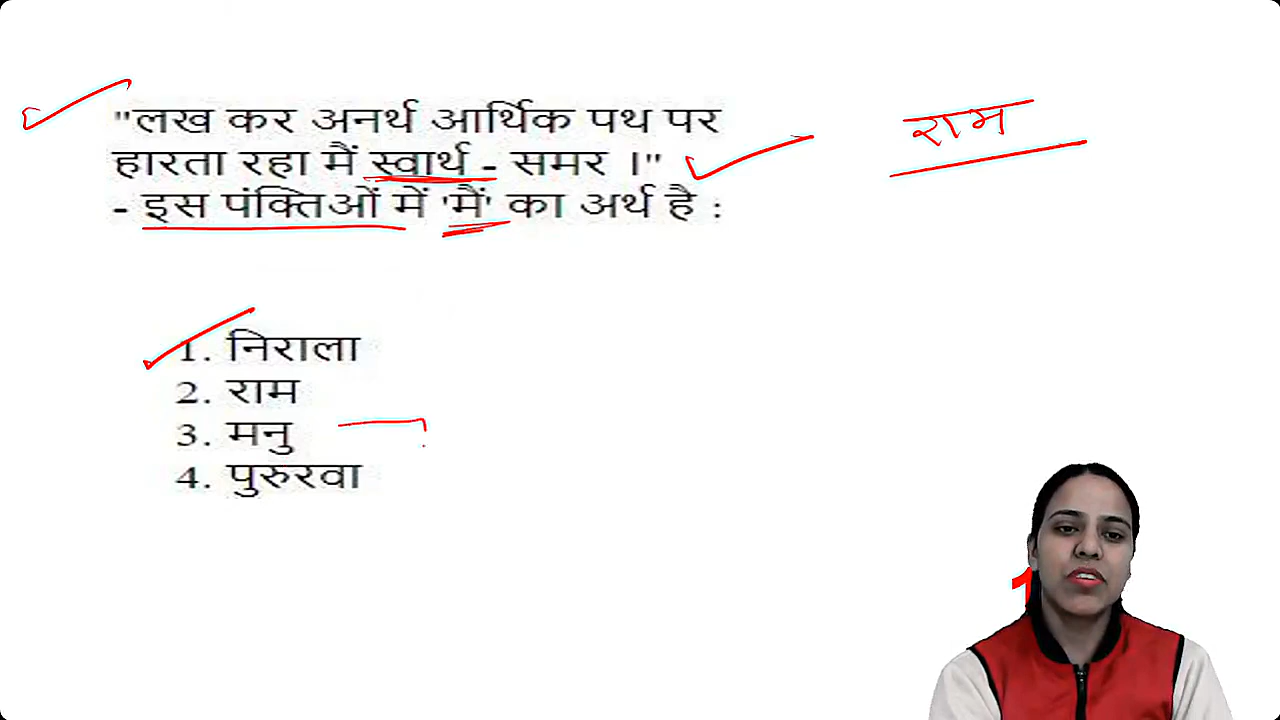 "लख कर अनर्थ आर्थिक पथ पर
हारता रहा मैं स्वार्थ - समर ।"
- इस पंक्तिओं में 'मैं' का अर्थ है :
राम
1. निराला
2. राम
3. मनु
4. पुरुरवा